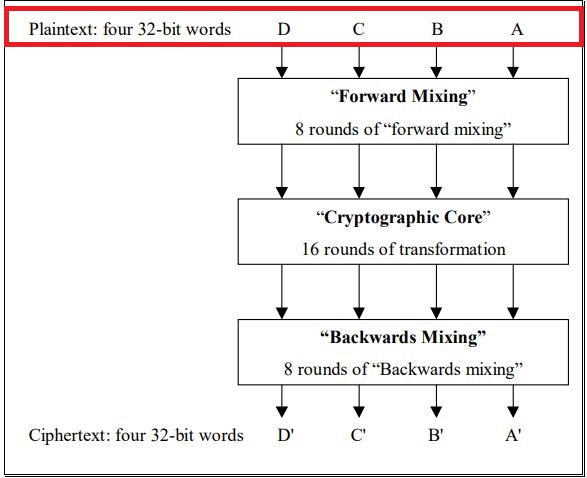 Plaintext: four 32-bit words D C B A
“Forward Mixing”
8 rounds of “forward mixing”
“Cryptographic Core”
16 rounds of transformation
“Backwards Mixing”
8 rounds of “Backwards mixing”
Ciphertext: four 32-bit words D' C' B' A'